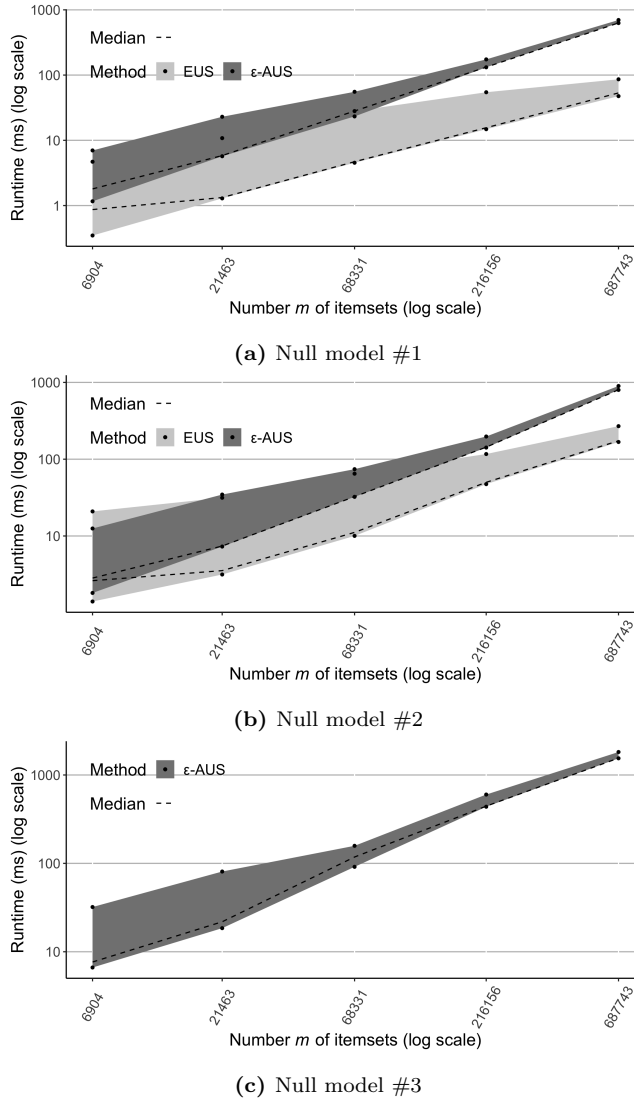 1000
100
10
1
Runtime (ms) (log scale)
Median
Method EUS ε-AUS
6904 21463 68331 216156 687743
Number m of itemsets (log scale)
(a) Null model #1
1000
100
10
Runtime (ms) (log scale)
Median
Method EUS ε-AUS
6904 21463 68331 216156 687743
Number m of itemsets (log scale)
(b) Null model #2
1000
100
10
Runtime (ms) (log scale)
Method ε-AUS
Median
6904 21463 68331 216156 687743
Number m of itemsets (log scale)
(c) Null model #3